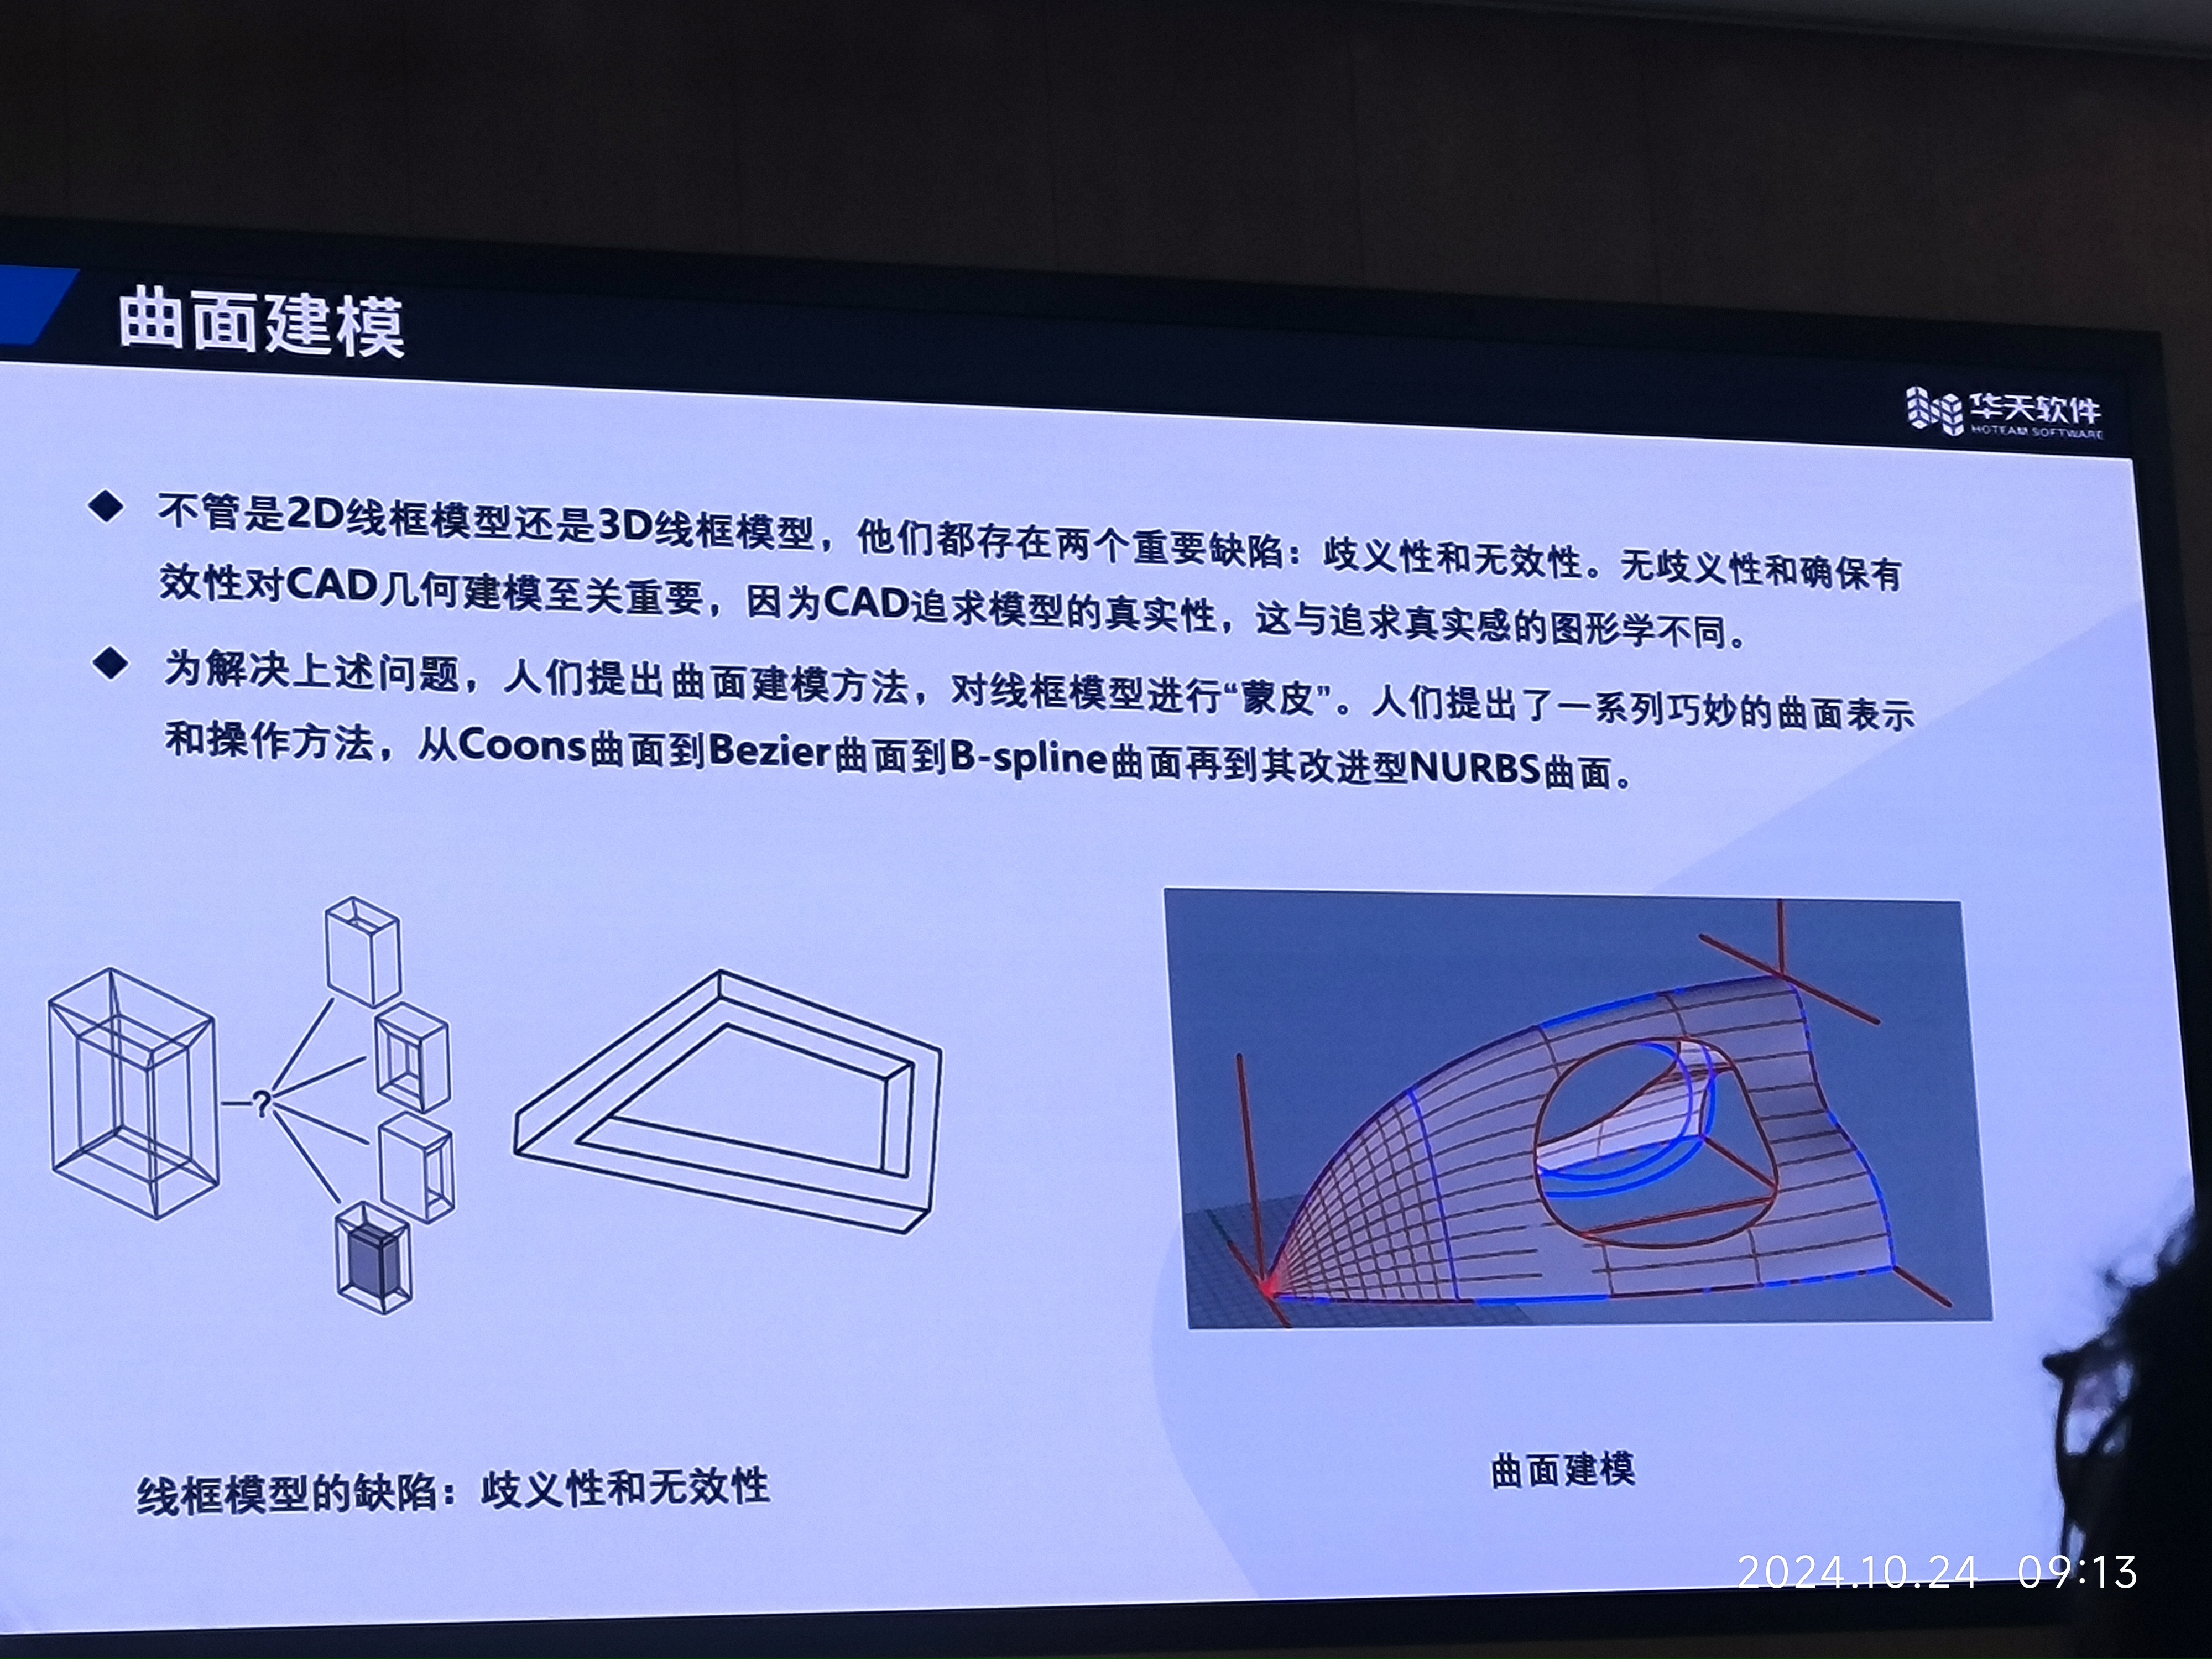 曲面建模
华天软件
HOTEAM SOFTWARE
◆ 不管是2D线框模型还是3D线框模型，他们都存在两个重要缺陷：歧义性和无效性。无歧义性和确保有
效性对CAD几何建模至关重要，因为CAD追求模型的真实性，这与追求真实感的图形学不同。
◆ 为解决上述问题，人们提出曲面建模方法，对线框模型进行“蒙皮”。人们提出了一系列巧妙的曲面表示
和操作方法，从Coons曲面到Bezier曲面到B-spline曲面再到其改进型NURBS曲面。
?
线框模型的缺陷：歧义性和无效性
曲面建模
2024.10.24 09:13